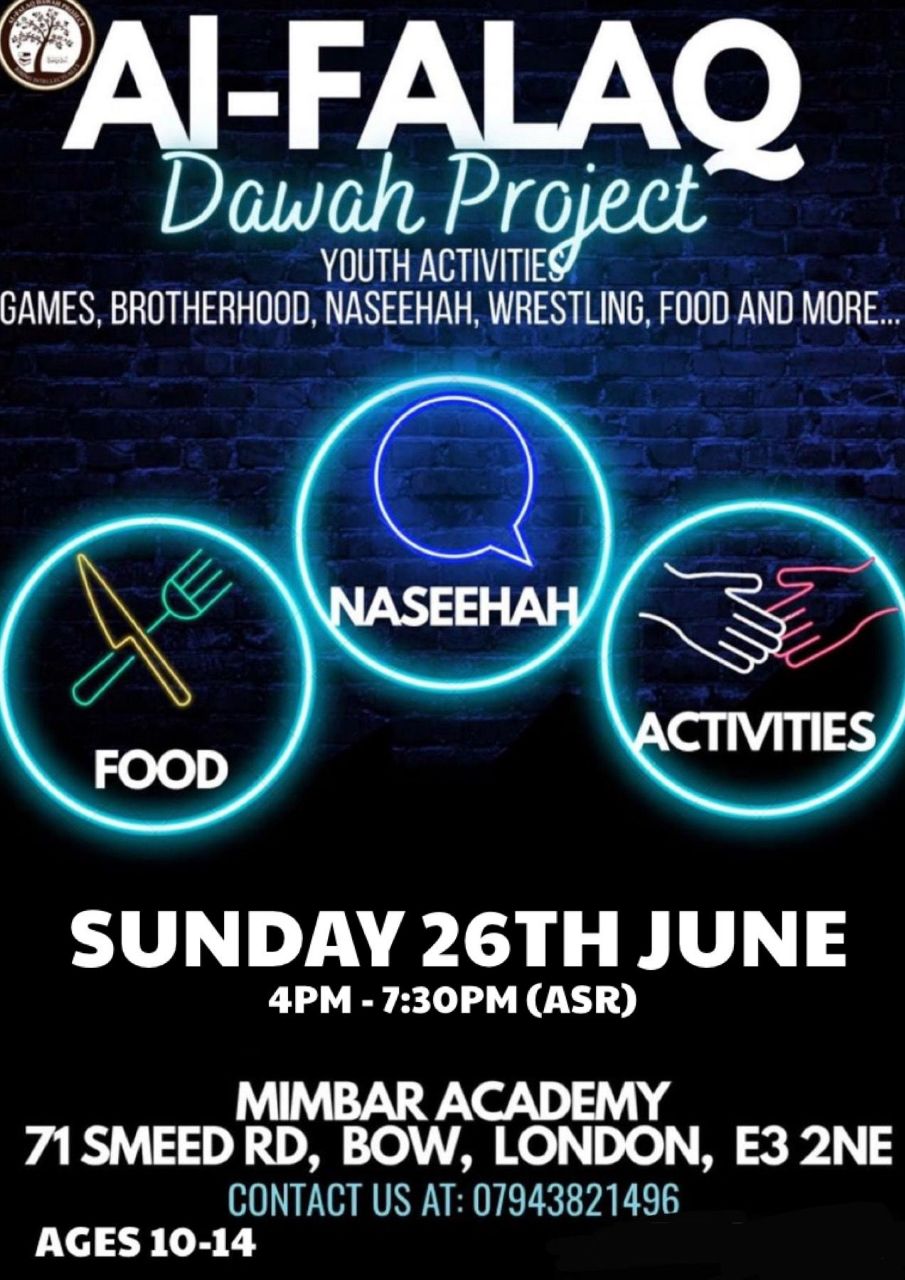 Al-FALAQ
Dawah Project
YOUTH ACTIVITIES
GAMES, BROTHERHOOD, NASEEHAH, WRESTLING, FOOD AND MORE...
NASEEHAH
FOOD
ACTIVITIES
SUNDAY 26TH JUNE
4PM - 7:30PM (ASR)
MIMBAR ACADEMY
71 SMEED RD, BOW, LONDON, E3 2NE
CONTACT US AT: 07943821496
AGES 10-14